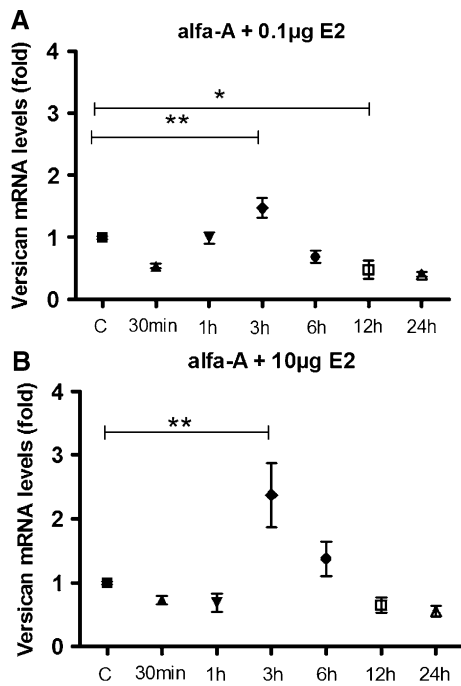 A
alfa-A + 0.1µg E2
Versican mRNA levels (fold)
4
3
2
1
0
*
**
C 30min 1h 3h 6h 12h 24h
B
alfa-A + 10µg E2
Versican mRNA levels (fold)
4
3
2
1
0
**
C 30min 1h 3h 6h 12h 24h